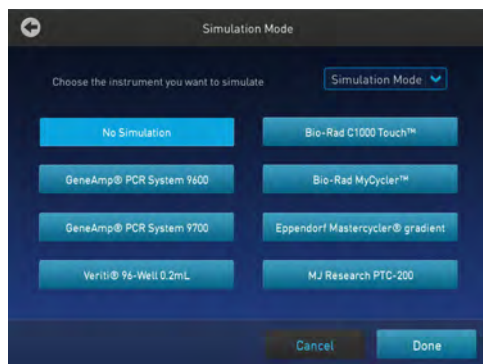 Simulation Mode
Choose the instrument you want to simulate
Simulation Mode
No Simulation
Bio-Rad C1000 Touch™
GeneAmp® PCR System 9600
Bio-Rad MyCycler™
GeneAmp® PCR System 9700
Eppendorf Mastercycler® gradient
Veriti® 96-Well 0.2mL
MJ Research PTC-200
Cancel
Done